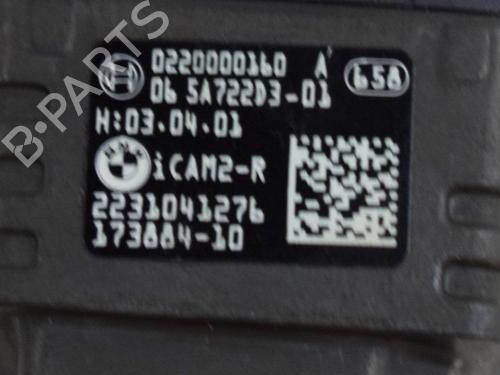 B-PARTS
0220000160 A
658
06 5A722D3-01
H:03.04.01
iCAM2-R
2231041276
173884-10